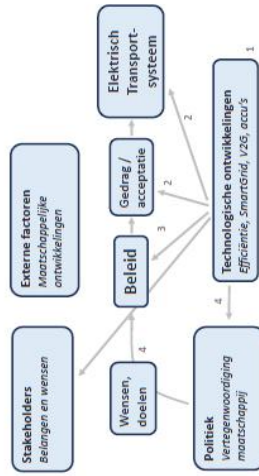 Stakeholders
Belangen en wensen
Externe factoren
Maatschappelijke
ontwikkelingen
Wensen,
doelen
Beleid
Gedrag /
acceptatie
Elektrisch
Transport-
systeem
4
3
2
2
4
Politiek
Vertegenwoordiging
maatschappij
Technologische ontwikkelingen
Efficiëntie, SmartGrid, V2G, accu's
1